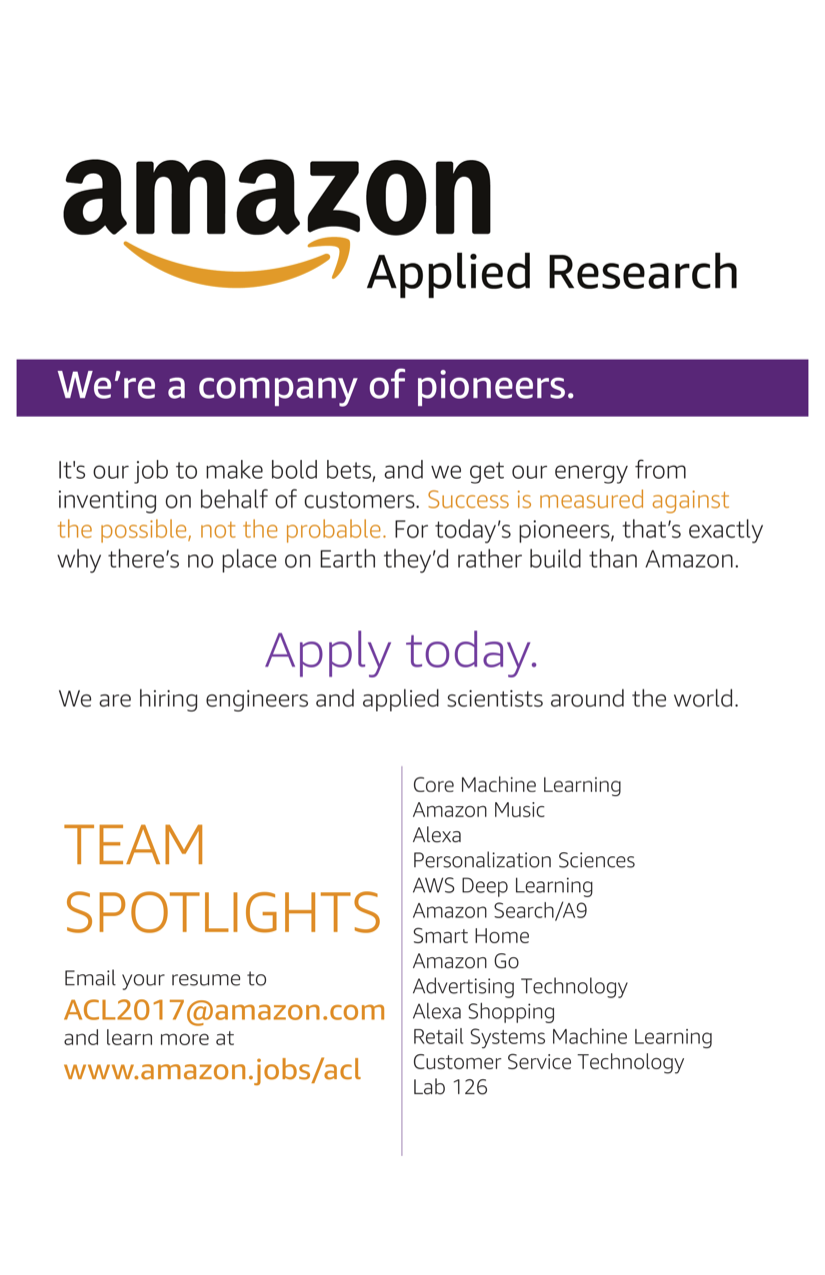 amazon
Applied Research
We're a company of pioneers.
It's our job to make bold bets, and we get our energy from
inventing on behalf of customers. Success is measured against
the possible, not the probable. For today's pioneers, that's exactly
why there's no place on Earth they'd rather build than Amazon.
Apply today.
We are hiring engineers and applied scientists around the world.
TEAM
SPOTLIGHTS
Email your resume to
ACL2017@amazon.com
and learn more at
www.amazon.jobs/acl
Core Machine Learning
Amazon Music
Alexa
Personalization Sciences
AWS Deep Learning
Amazon Search/A9
Smart Home
Amazon Go
Advertising Technology
Alexa Shopping
Retail Systems Machine Learning
Customer Service Technology
Lab 126